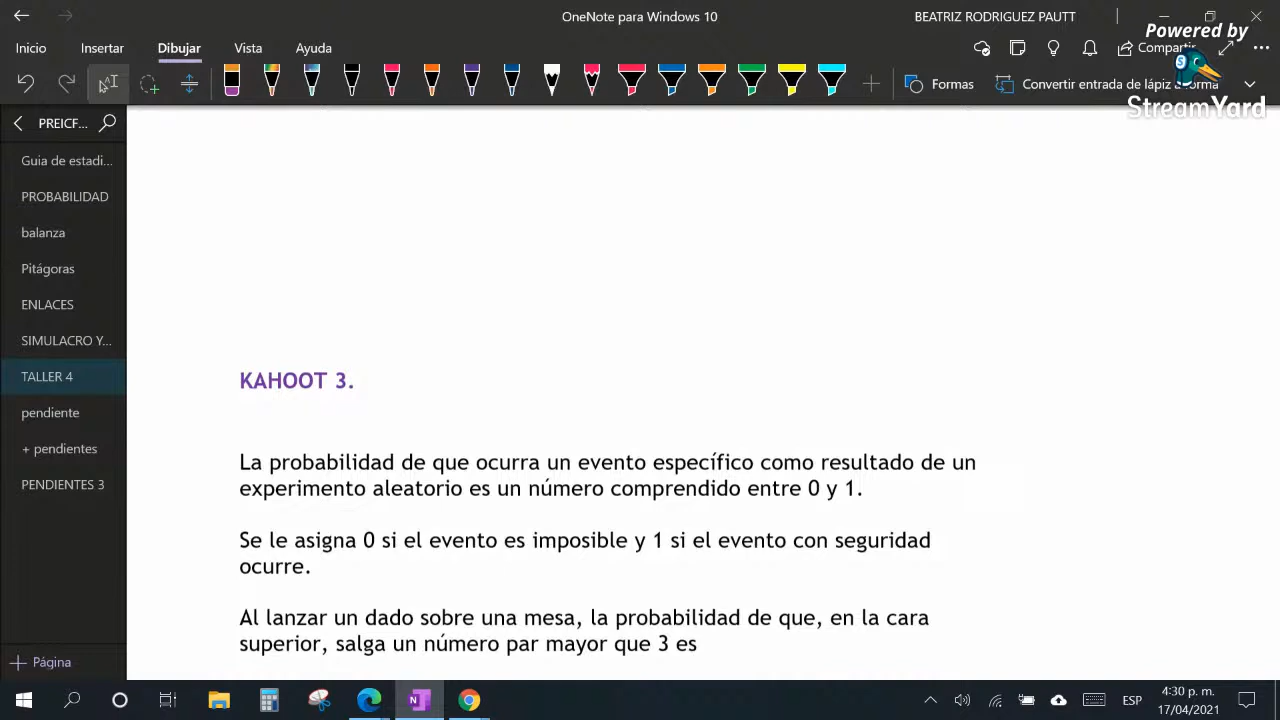 OneNote para Windows 10
BEATRIZ RODRIGUEZ PAUTT
Powered by
StreamYard
Inicio
Insertar
Dibujar
Vista
Ayuda
Compartir
Formas
Convertir entrada de lápiz a forma
PREICF...
Guia de estadi...
PROBABILIDAD
balanza
Pitágoras
ENLACES
SIMULACRO Y...
TALLER 4
pendiente
+ pendientes
PENDIENTES 3
Página
KAHOOT 3.
La probabilidad de que ocurra un evento específico como resultado de un
experimento aleatorio es un número comprendido entre 0 y 1.
Se le asigna 0 si el evento es imposible y 1 si el evento con seguridad
ocurre.
Al lanzar un dado sobre una mesa, la probabilidad de que, en la cara
superior, salga un número par mayor que 3 es
ESP
4:30 p. m.
17/04/2021